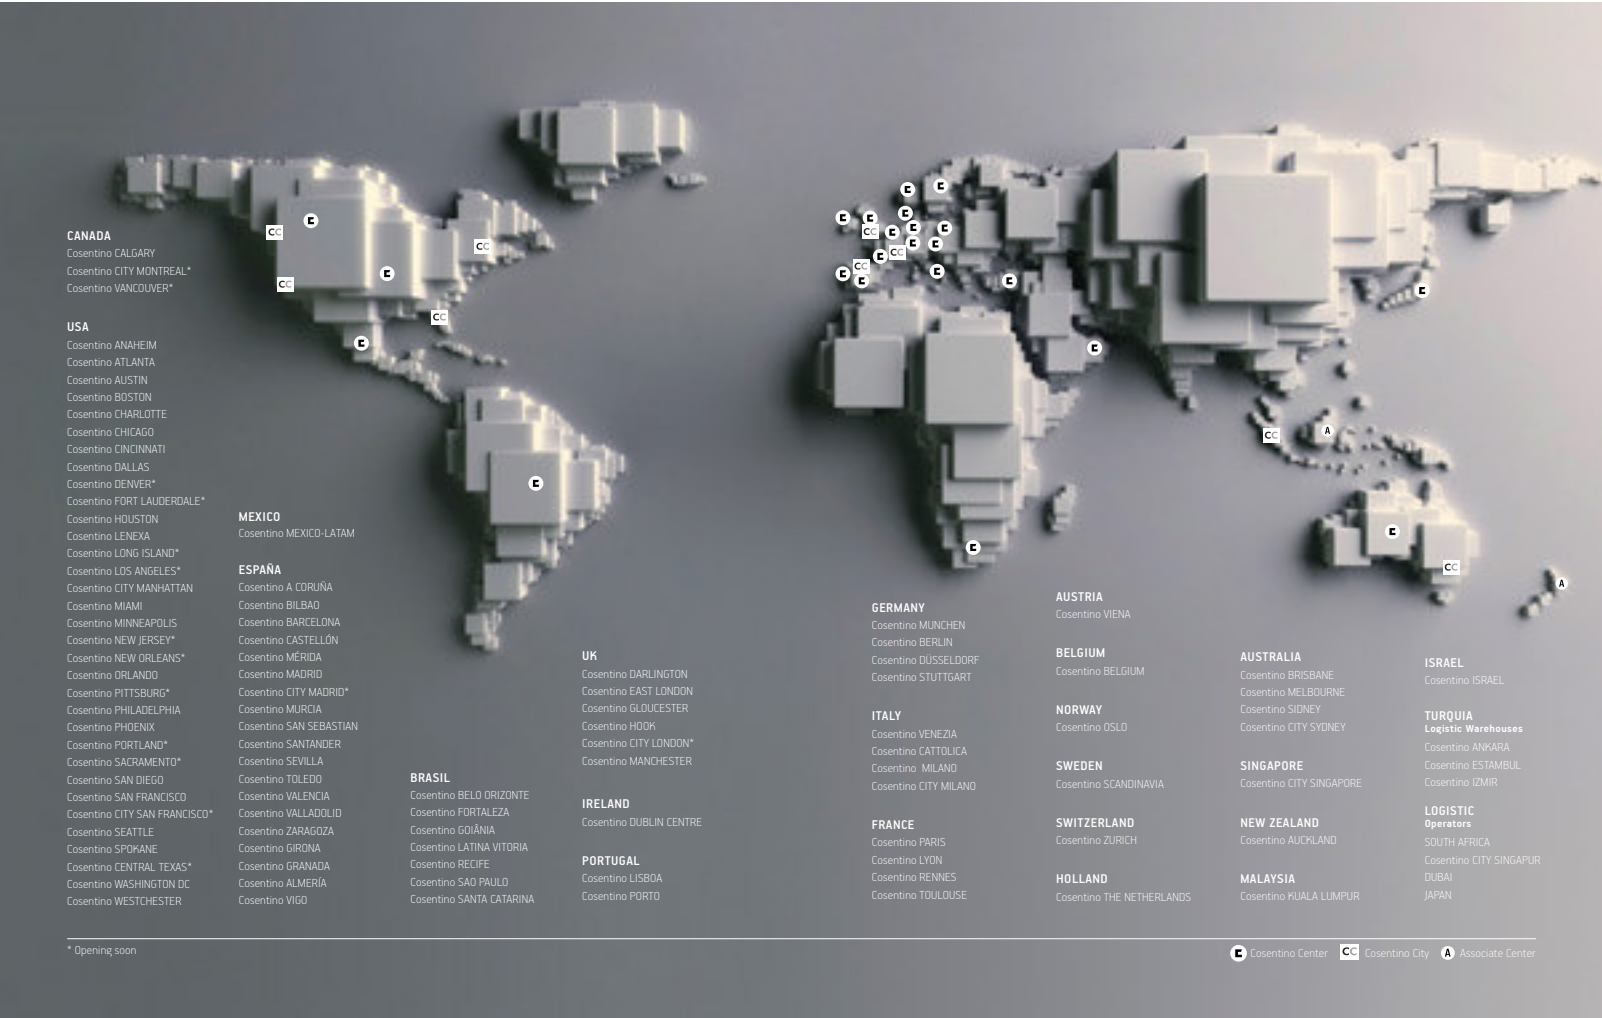 CANADA
Cosentino CALGARY
Cosentino CITY MONTREAL*
Cosentino VANCOUVER*
USA
Cosentino ANAHEIM
Cosentino ATLANTA
Cosentino AUSTIN
Cosentino BOSTON
Cosentino CHARLOTTE
Cosentino CHICAGO
Cosentino CINCINNATI
Cosentino DALLAS
Cosentino DENVER*
Cosentino FORT LAUDERDALE*
Cosentino HOUSTON
Cosentino LENEXA
Cosentino LONG ISLAND*
Cosentino LOS ANGELES*
Cosentino CITY MANHATTAN
Cosentino MIAMI
Cosentino MINNEAPOLIS
Cosentino NEW JERSEY*
Cosentino NEW ORLEANS*
Cosentino ORLANDO
Cosentino PITTSBURG*
Cosentino PHILADELPHIA
Cosentino PHOENIX
Cosentino PORTLAND*
Cosentino SACRAMENTO*
Cosentino SAN DIEGO
Cosentino SAN FRANCISCO
Cosentino CITY SAN FRANCISCO*
Cosentino SEATTLE
Cosentino SPOKANE
Cosentino CENTRAL TEXAS*
Cosentino WASHINGTON DC
Cosentino WESTCHESTER
MEXICO
Cosentino MEXICO-LATAM
ESPAÑA
Cosentino A CORUÑA
Cosentino BILBAO
Cosentino BARCELONA
Cosentino CASTELLÓN
Cosentino MÉRIDA
Cosentino MADRID
Cosentino CITY MADRID*
Cosentino MURCIA
Cosentino SAN SEBASTIAN
Cosentino SANTANDER
Cosentino SEVILLA
Cosentino TOLEDO
Cosentino VALENCIA
Cosentino VALLADOLID
Cosentino ZARAGOZA
Cosentino GIRONA
Cosentino GRANADA
Cosentino ALMERÍA
Cosentino VIGO
BRASIL
Cosentino BELO ORIZONTE
Cosentino FORTALEZA
Cosentino GOIÂNIA
Cosentino LATINA VITORIA
Cosentino RECIFE
Cosentino SAO PAULO
Cosentino SANTA CATARINA
UK
Cosentino DARLINGTON
Cosentino EAST LONDON
Cosentino GLOUCESTER
Cosentino HOOK
Cosentino CITY LONDON*
Cosentino MANCHESTER
IRELAND
Cosentino DUBLIN CENTRE
PORTUGAL
Cosentino LISBOA
Cosentino PORTO
GERMANY
Cosentino MUNCHEN
Cosentino BERLIN
Cosentino DÜSSELDORF
Cosentino STUTTGART
ITALY
Cosentino VENEZIA
Cosentino CATTOLICA
Cosentino MILANO
Cosentino CITY MILANO
FRANCE
Cosentino PARIS
Cosentino LYON
Cosentino RENNES
Cosentino TOULOUSE
AUSTRIA
Cosentino VIENA
BELGIUM
Cosentino BELGIUM
NORWAY
Cosentino OSLO
SWEDEN
Cosentino SCANDINAVIA
SWITZERLAND
Cosentino ZURICH
HOLLAND
Cosentino THE NETHERLANDS
AUSTRALIA
Cosentino BRISBANE
Cosentino MELBOURNE
Cosentino SIDNEY
Cosentino CITY SYDNEY
SINGAPORE
Cosentino CITY SINGAPORE
NEW ZEALAND
Cosentino AUCKLAND
MALAYSIA
Cosentino KUALA LUMPUR
ISRAEL
Cosentino ISRAEL
TURQUIA
Logistic Warehouses
Cosentino ANKARA
Cosentino ESTAMBUL
Cosentino IZMIR
LOGISTIC
Operators
SOUTH AFRICA
Cosentino CITY SINGAPUR
DUBAI
JAPAN
* Opening soon
C Cosentino Center CC Cosentino City A Associate Center